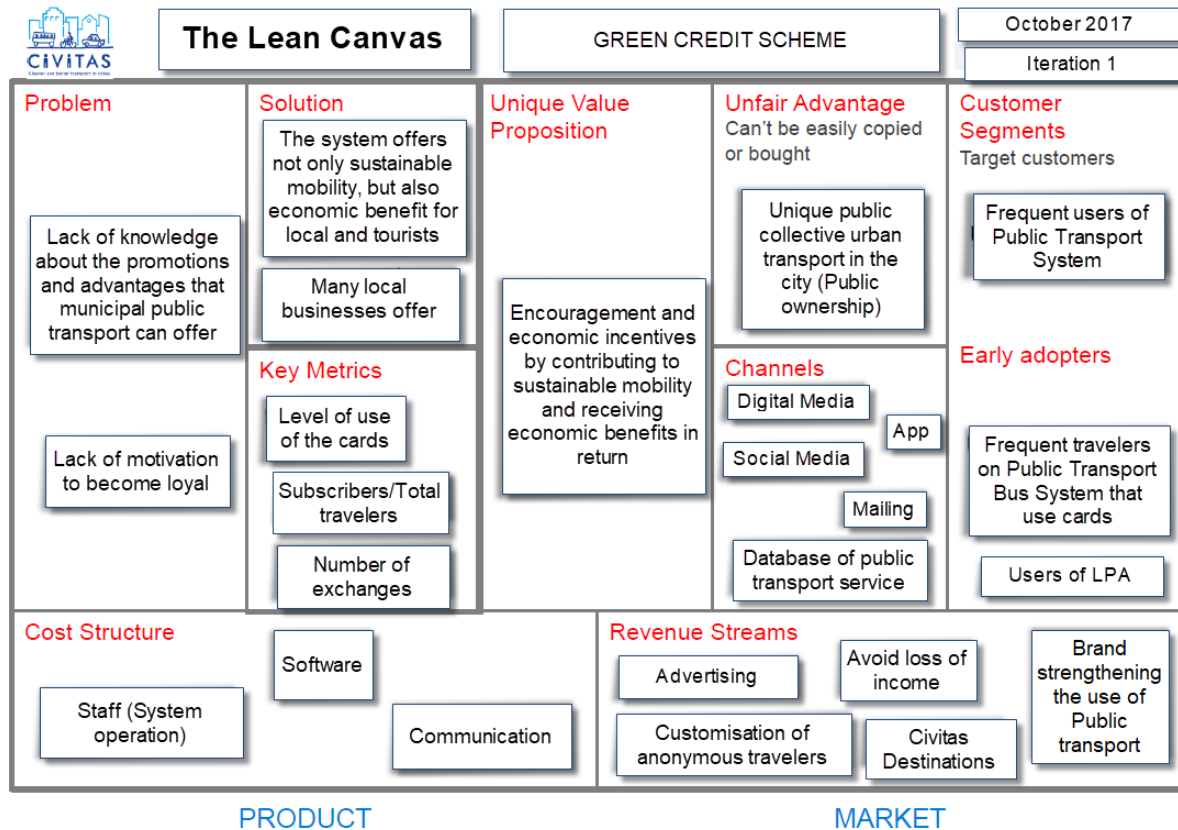 CiViTAS
Cleaner and better transport in cities
The Lean Canvas
GREEN CREDIT SCHEME
October 2017
Iteration 1
Problem
Lack of knowledge
about the promotions
and advantages that
municipal public
transport can offer
Lack of motivation
to become loyal
Solution
The system offers
not only sustainable
mobility, but also
economic benefit for
local and tourists
Many local
businesses offer
Key Metrics
Level of use
of the cards
Subscribers/Total
travelers
Number of
exchanges
Unique Value
Proposition
Encouragement and
economic incentives
by contributing to
sustainable mobility
and receiving
economic benefits in
return
Unfair Advantage
Can't be easily copied
or bought
Unique public
collective urban
transport in the
city (Public
ownership)
Channels
Digital Media
App
Social Media
Mailing
Database of public
transport service
Customer
Segments
Target customers
Frequent users of
Public Transport
System
Early adopters
Frequent travelers
on Public Transport
Bus System that
use cards
Users of LPA
Cost Structure
Software
Staff (System
operation)
Communication
Revenue Streams
Advertising
Avoid loss of
income
Brand
strengthening
the use of
Public
transport
Customisation of
anonymous travelers
Civitas
Destinations
PRODUCT
MARKET